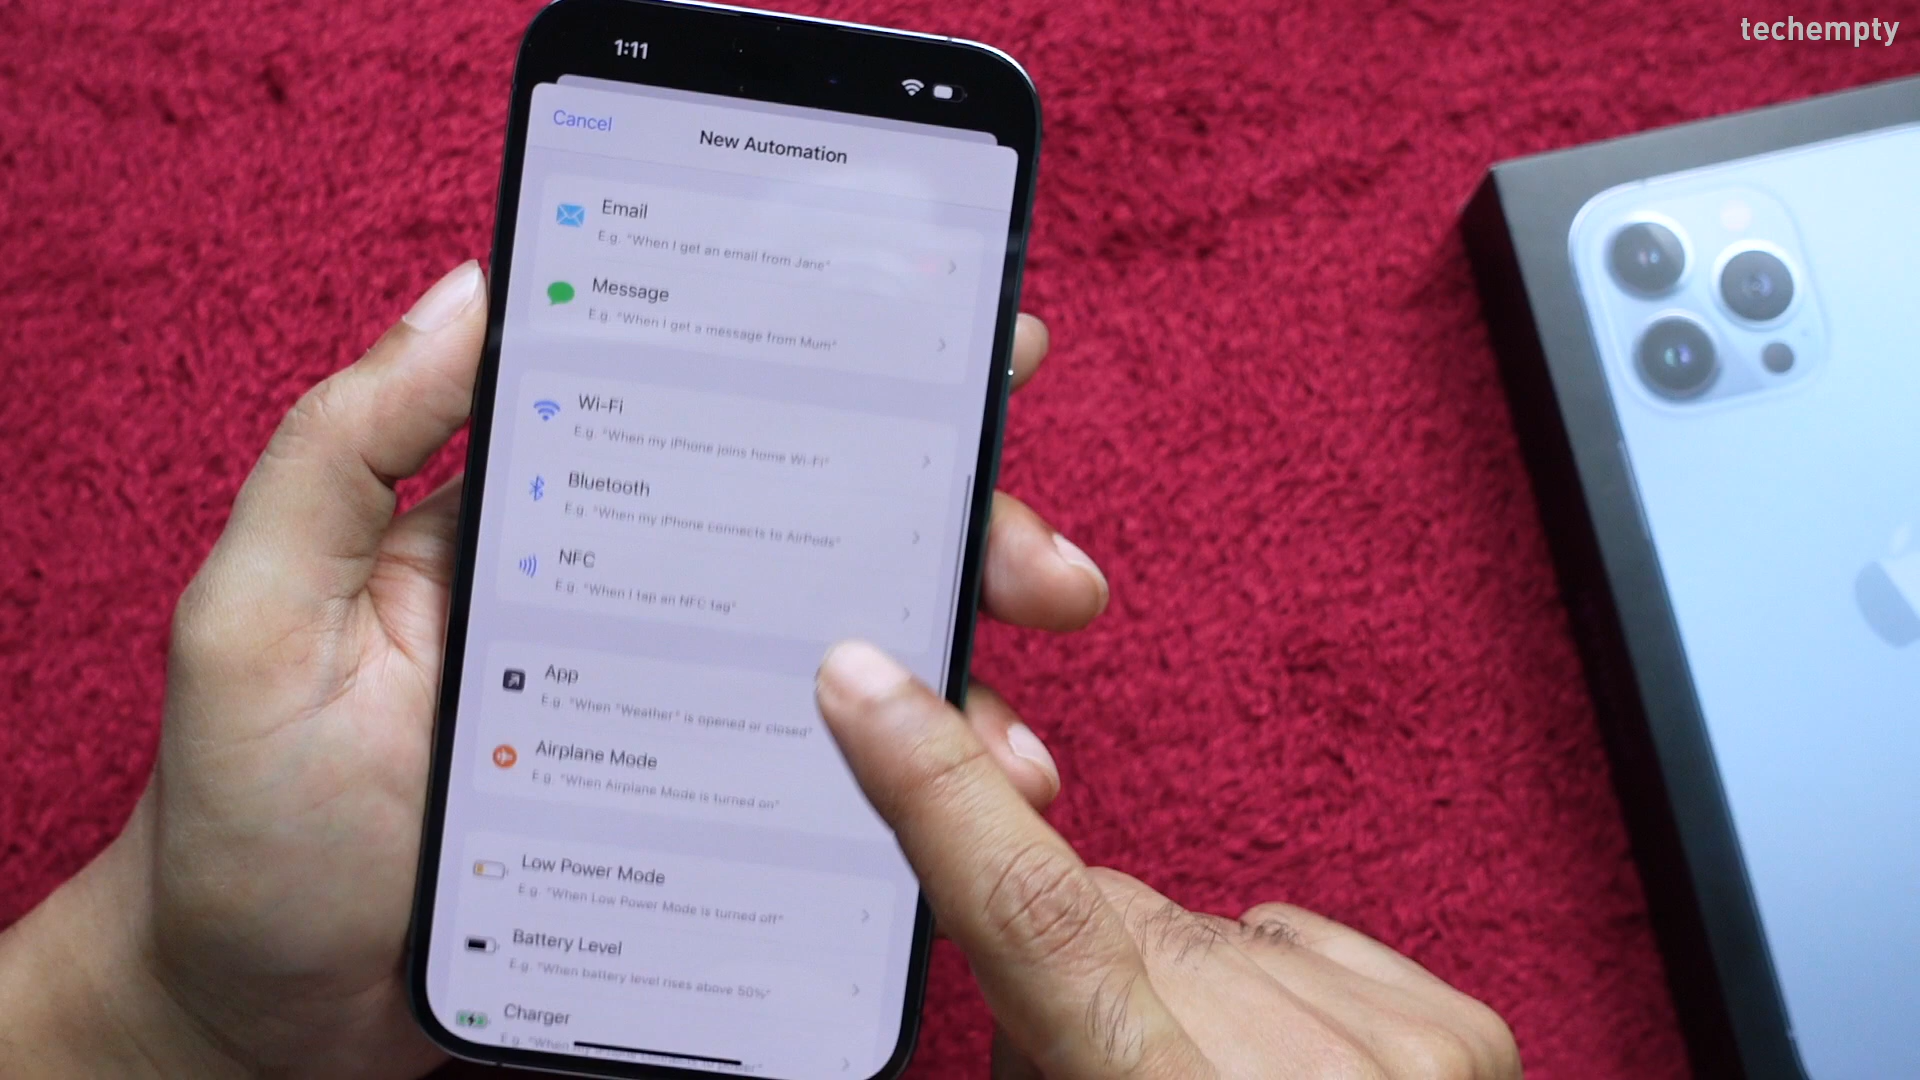 techempty
1:11
Cancel
New Automation
Email
E.g. "When I get an email from Jane"
Message
E.g. "When I get a message from Mum"
Wi-Fi
E.g. "When my iPhone joins home Wi-Fi"
Bluetooth
E.g. "When my iPhone connects to AirPods"
NFC
E.g. "When I tap an NFC tag"
App
E.g. "When "Weather" is opened or closed"
Airplane Mode
E.g. "When Airplane Mode is turned on"
Low Power Mode
E.g. "When Low Power Mode is turned off"
Battery Level
E.g. "When battery level rises above 50%"
Charger
E.g. "When my